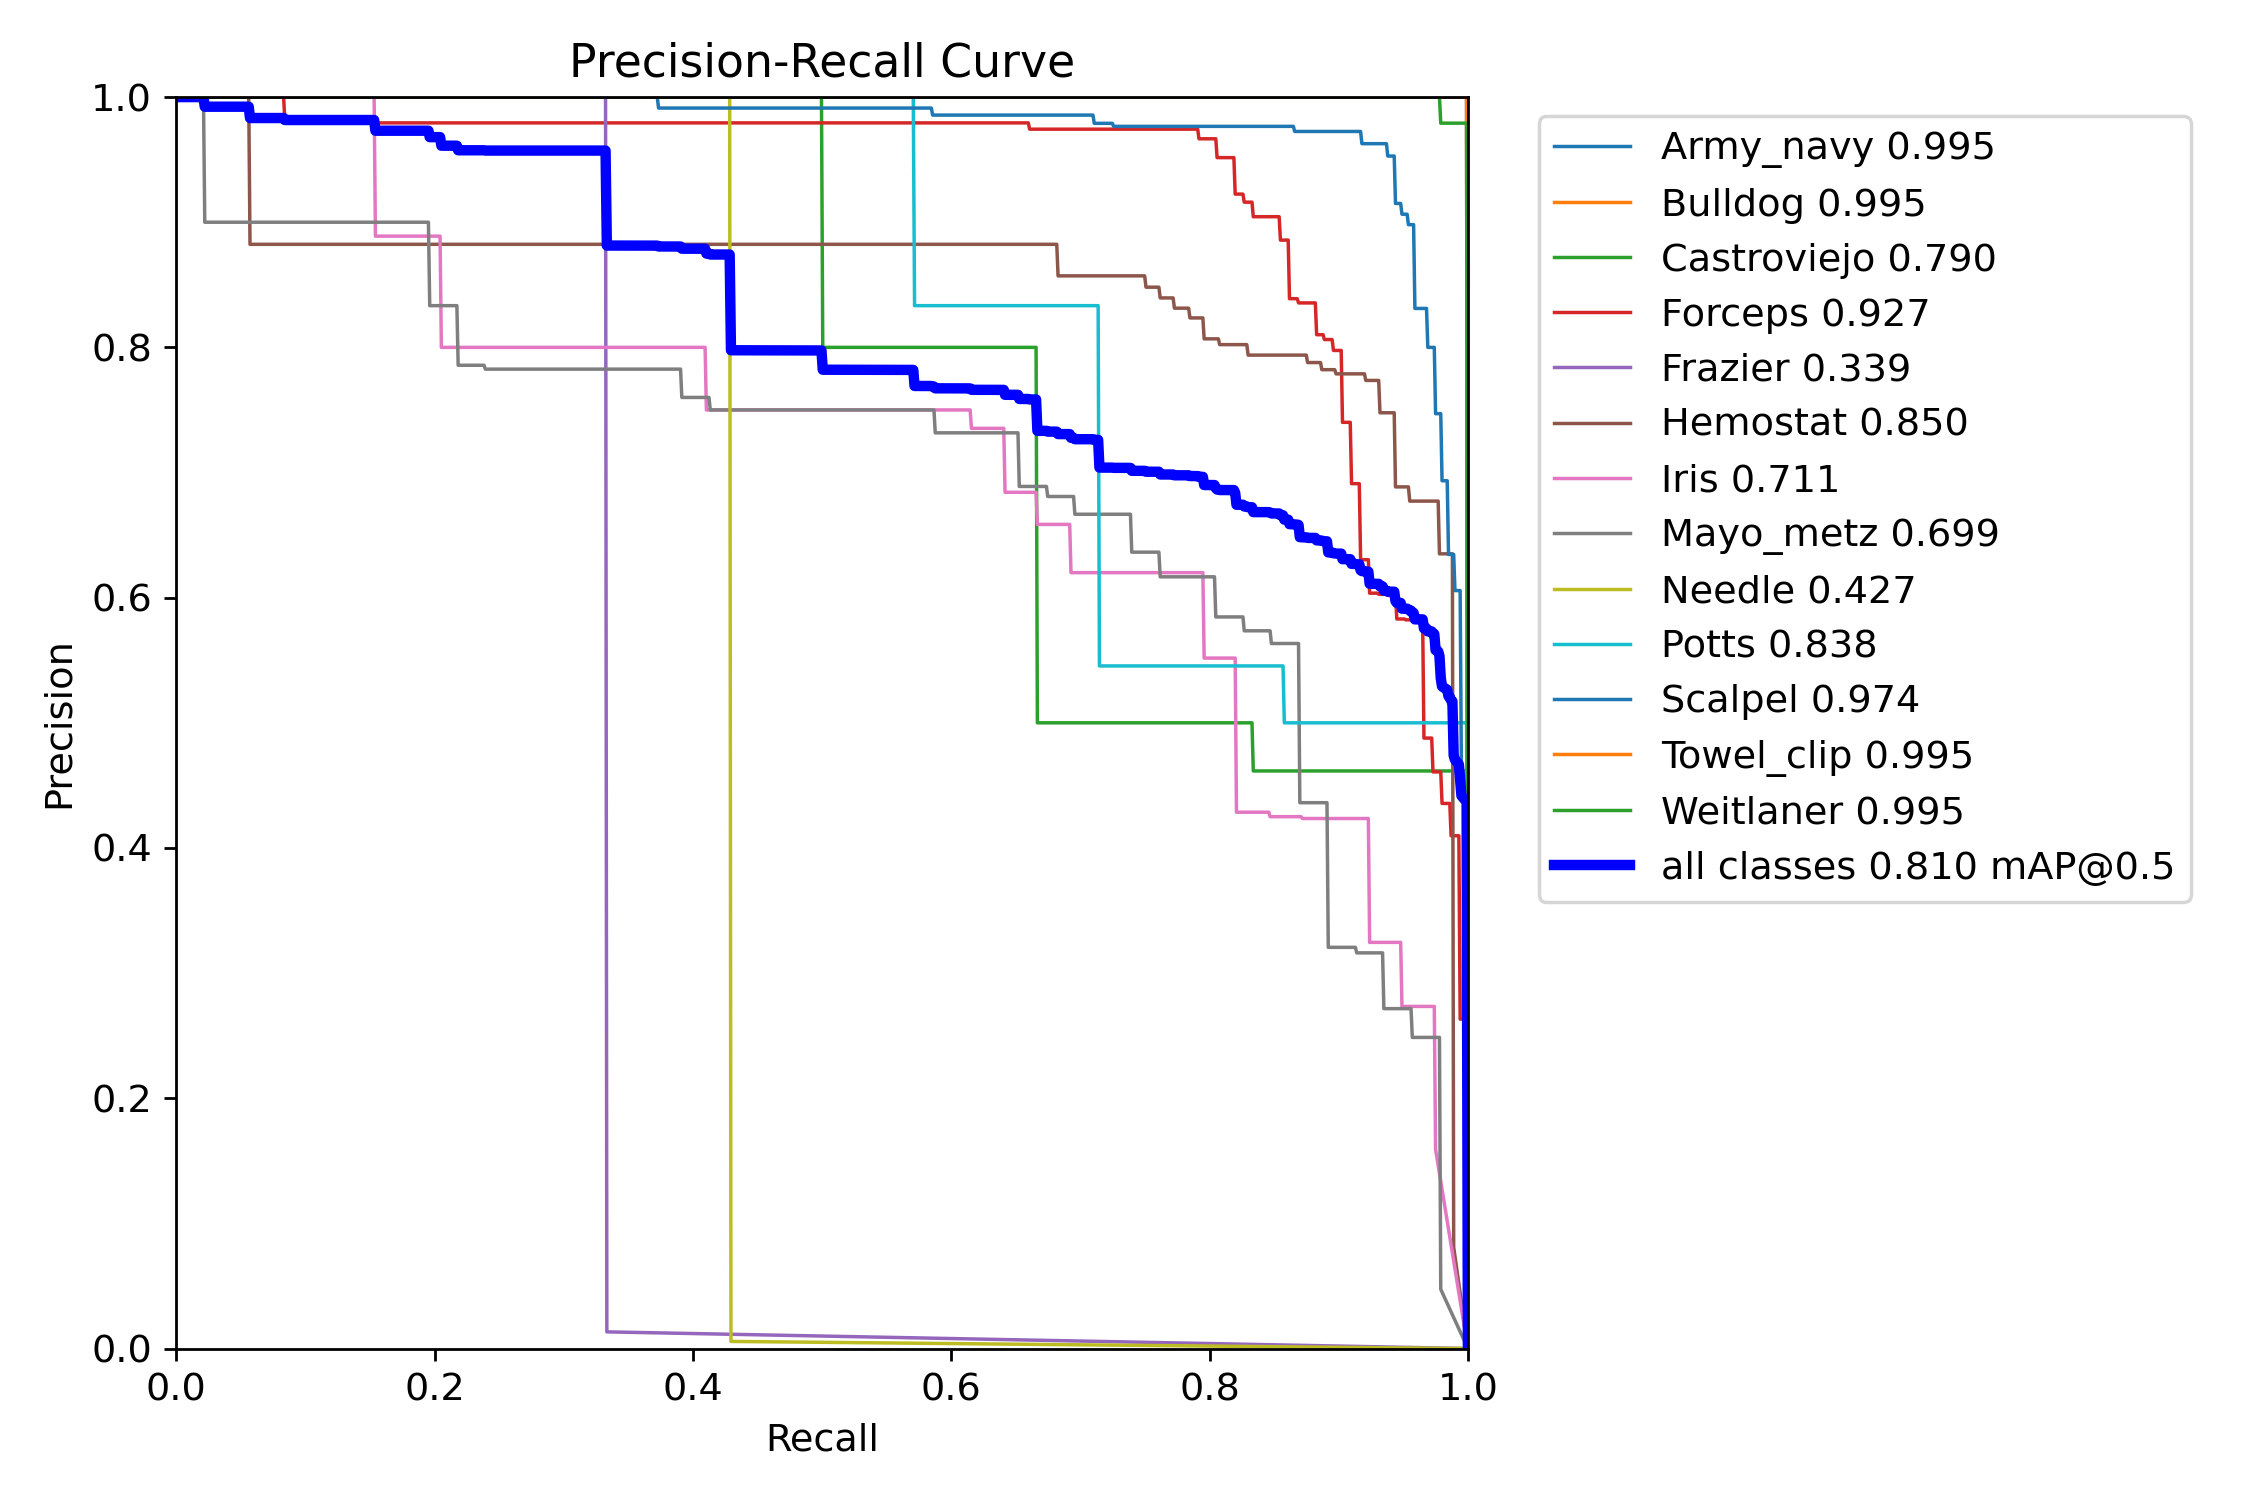 Precision-Recall Curve
1.0
0.8
0.6
0.4
0.2
0.0
Precision
0.0 0.2 0.4 0.6 0.8 1.0
Recall
Army_navy 0.995
Bulldog 0.995
Castroviejo 0.790
Forceps 0.927
Frazier 0.339
Hemostat 0.850
Iris 0.711
Mayo_metz 0.699
Needle 0.427
Potts 0.838
Scalpel 0.974
Towel_clip 0.995
Weitlaner 0.995
all classes 0.810 mAP@0.5